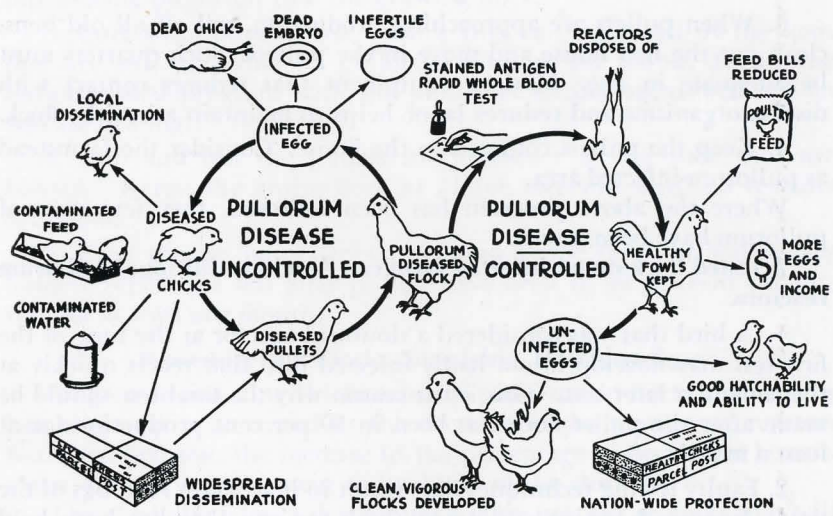 DEAD CHICKS
DEAD
EMBRYO
INFERTILE
EGGS
REACTORS
DISPOSED OF
FEED BILLS
REDUCED
STAINED ANTIGEN
RAPID WHOLE BLOOD
TEST
POULTRY
FEED
LOCAL
DISSEMINATION
INFECTED
EGG
CONTAMINATED
FEED
DISEASED
CHICKS
PULLORUM
DISEASE
UNCONTROLLED
PULLORUM
DISEASED
FLOCK
PULLORUM
DISEASE
CONTROLLED
HEALTHY
FOWLS
KEPT
$
MORE
EGGS
AND
INCOME
CONTAMINATED
WATER
DISEASED
PULLETS
UN-
INFECTED
EGGS
GOOD HATCHABILITY
AND ABILITY TO LIVE
CHICKS
PARCEL POST
WIDESPREAD
DISSEMINATION
CLEAN, VIGOROUS
FLOCKS DEVELOPED
HEALTHY CHICKS
PARCEL POST
NATION-WIDE PROTECTION